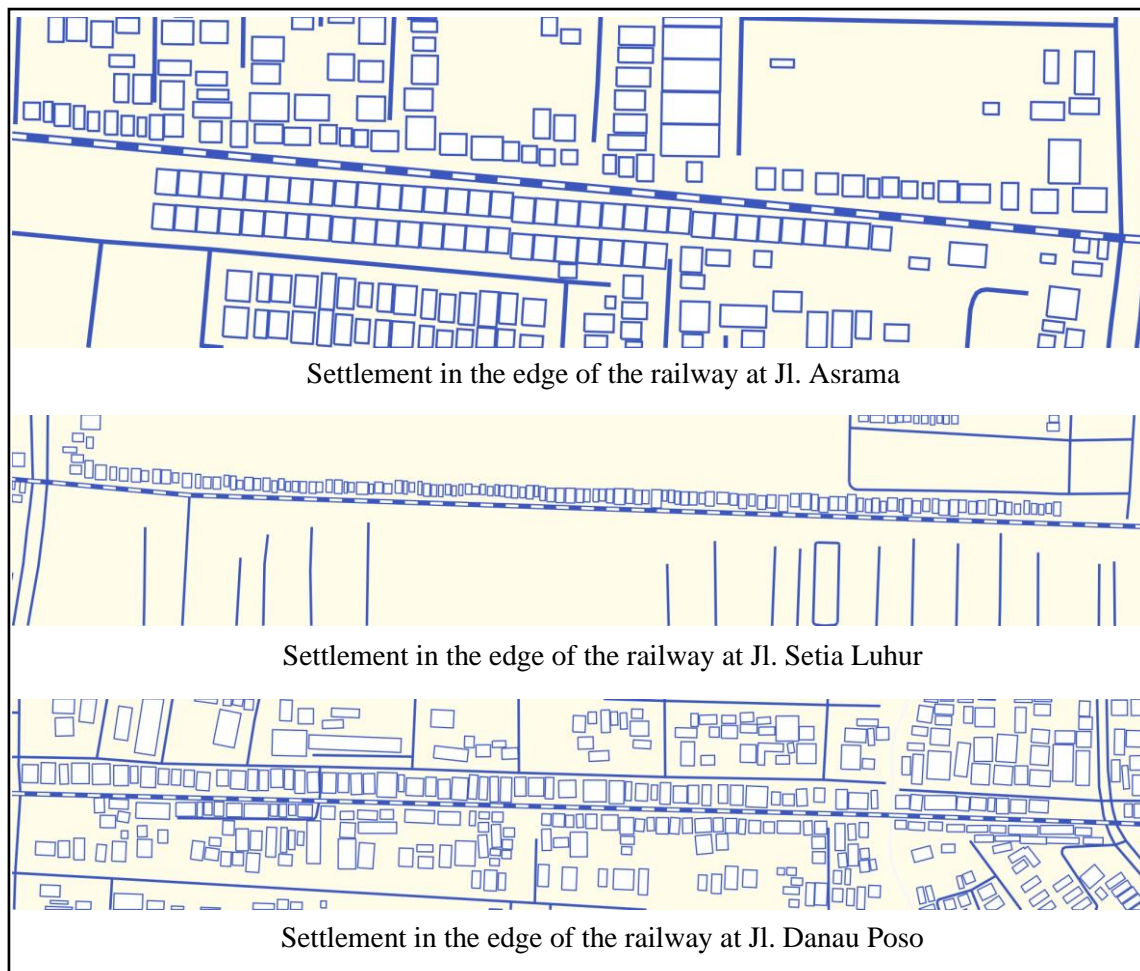 Settlement in the edge of the railway at Jl. Asrama
Settlement in the edge of the railway at Jl. Setia Luhur
Settlement in the edge of the railway at Jl. Danau Poso